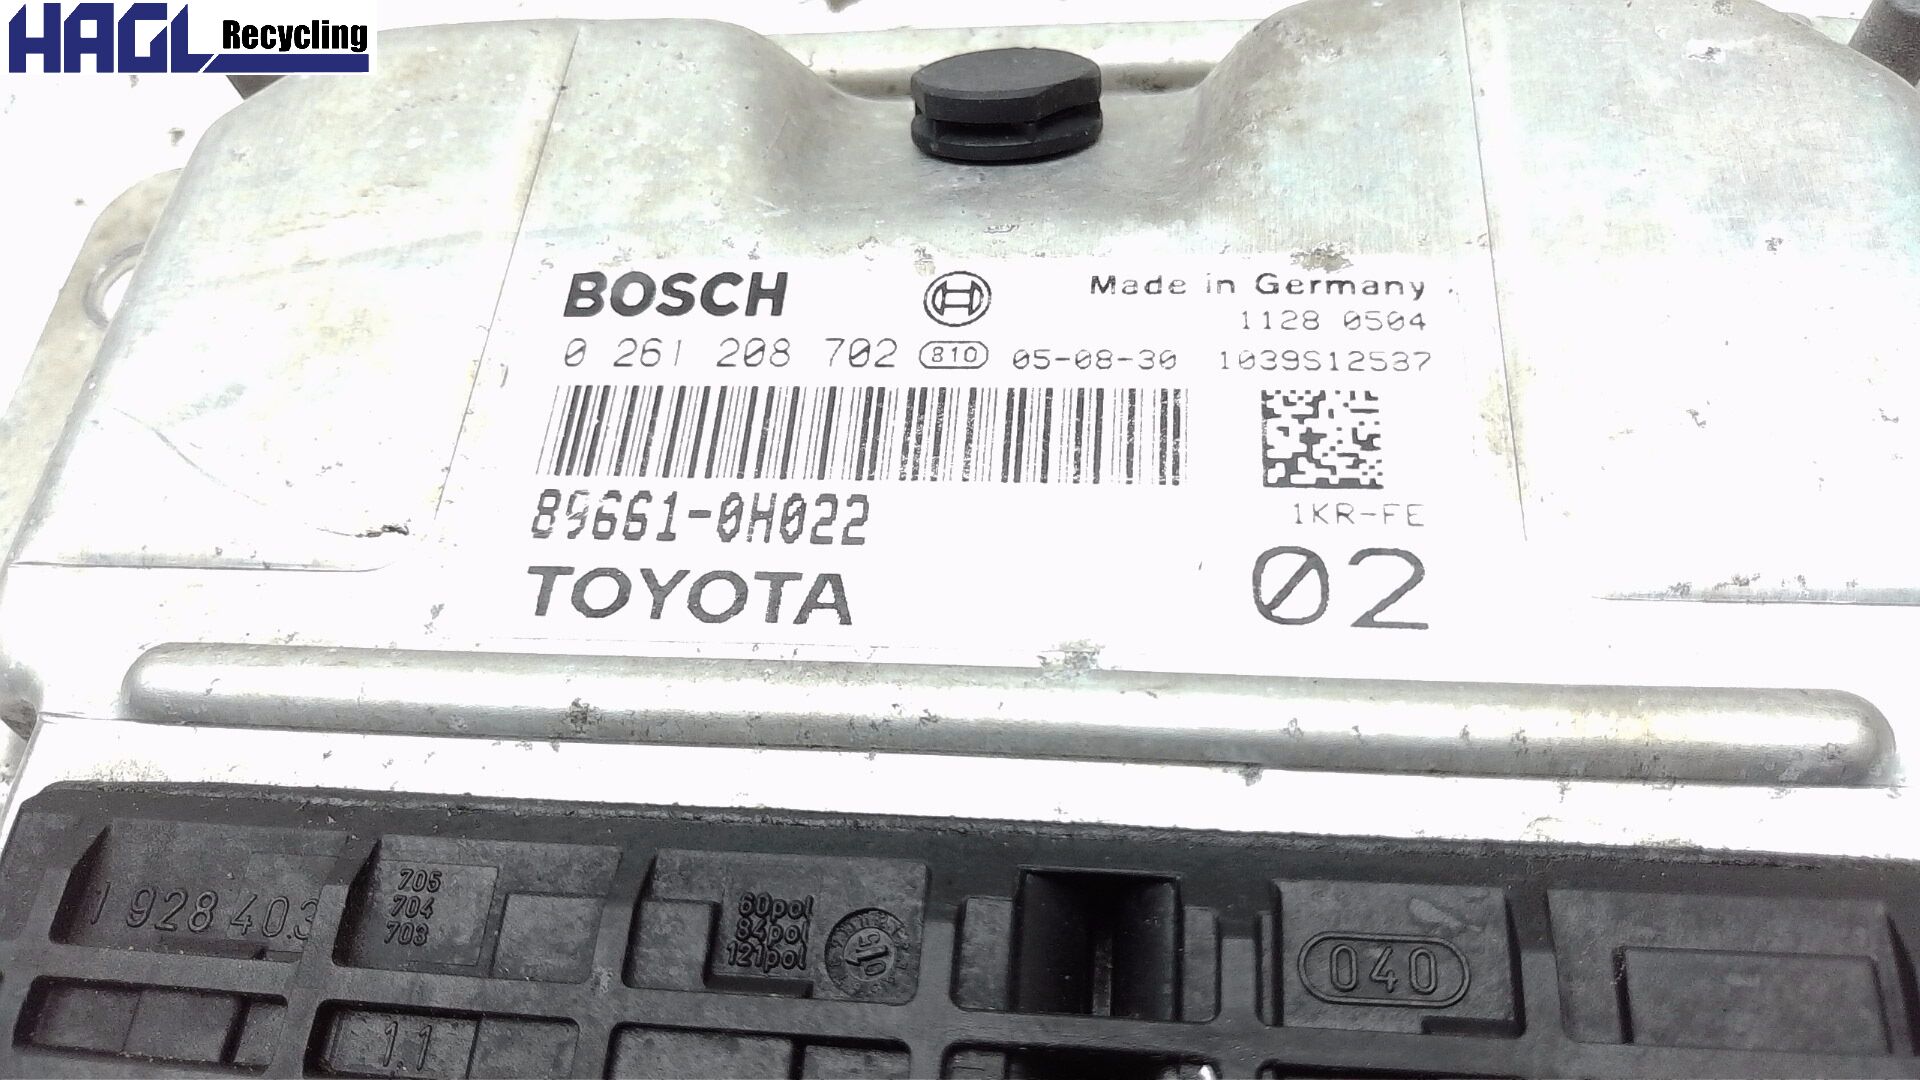 HAGL Recycling
BOSCH
Made in Germany
1128 0504
0 261 208 702 810 05-08-30 1039S12537
89661-0H022
1KR-FE
TOYOTA
02
1 928 403
705
704
703
60pol
84pol
121pol
15
040
1.1